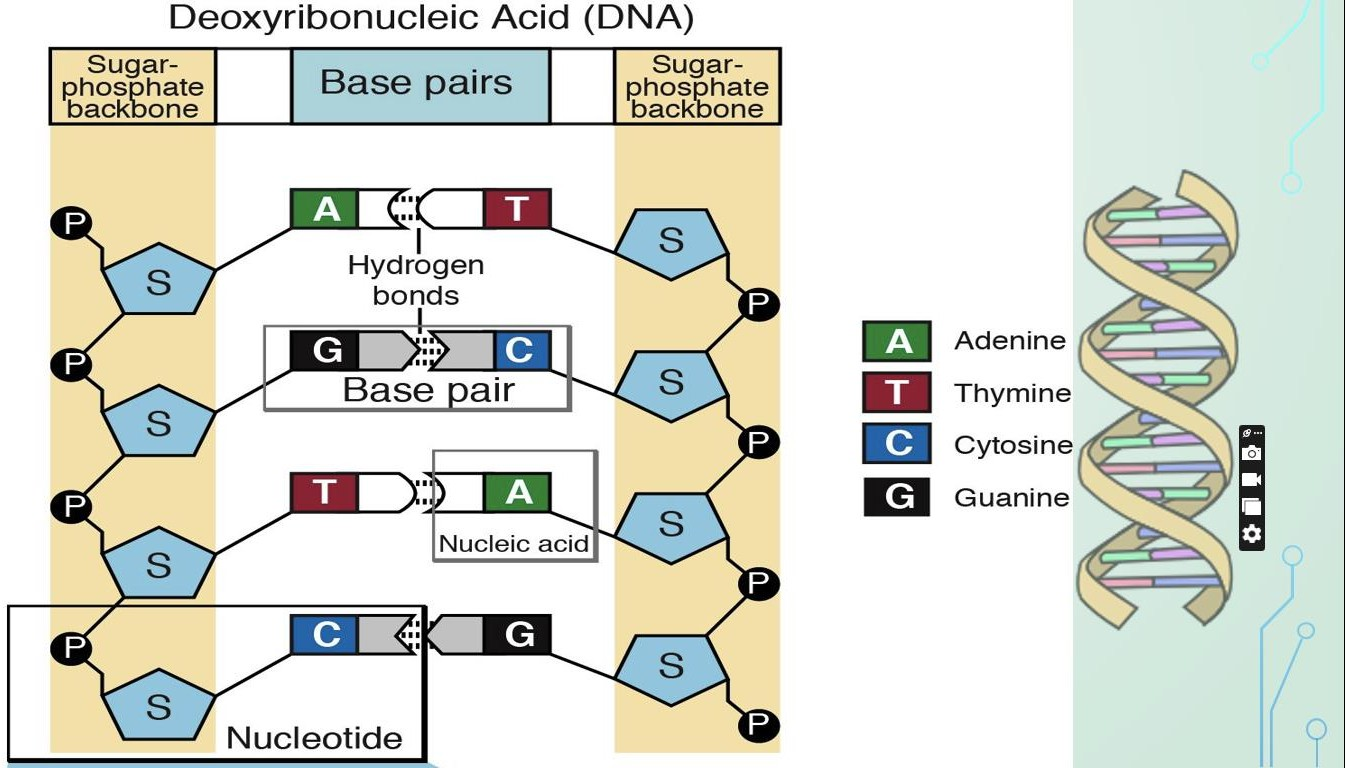 Deoxyribonucleic Acid (DNA)
Sugar-
phosphate
backbone
Base pairs
Sugar-
phosphate
backbone
A
T
P
S
S
Hydrogen
bonds
P
G
C
Base pair
P
S
S
P
T
A
Nucleic acid
P
S
S
P
C
G
P
S
S
P
Nucleotide
A Adenine
T Thymine
C Cytosine
G Guanine